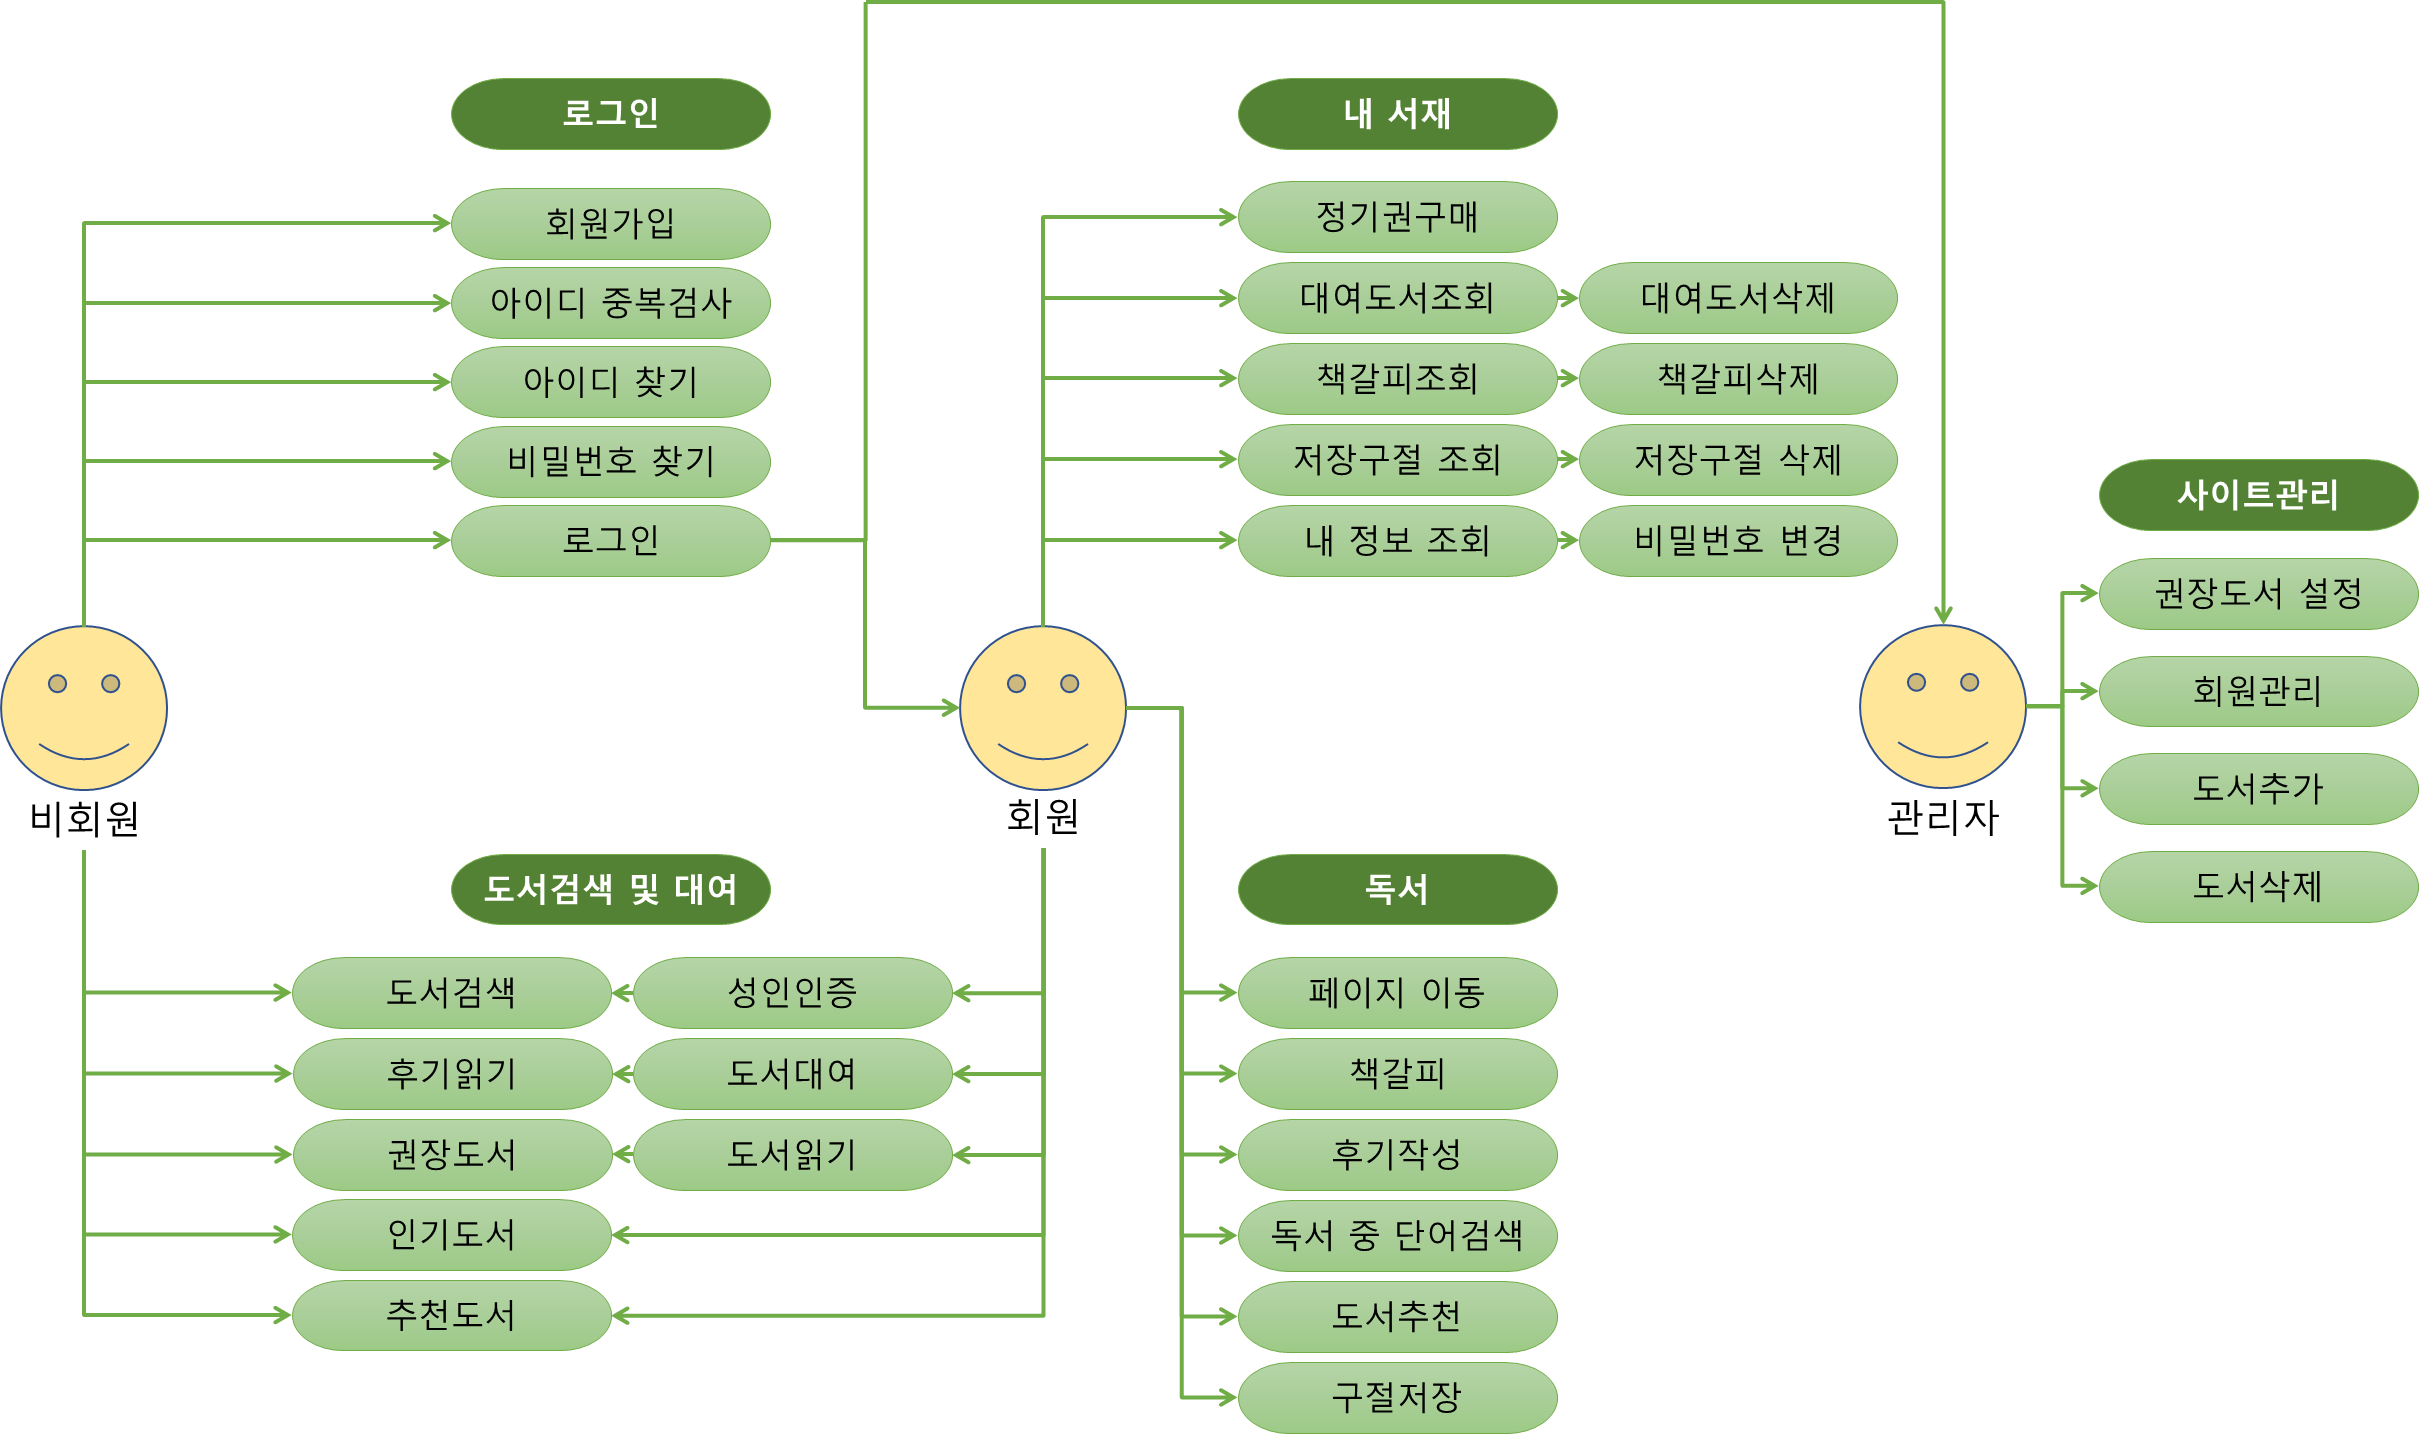 로그인
회원가입
아이디 중복검사
아이디 찾기
비밀번호 찾기
로그인
내 서재
정기권구매
대여도서조회
대여도서삭제
책갈피조회
책갈피삭제
저장구절 조회
저장구절 삭제
내 정보 조회
비밀번호 변경
사이트관리
권장도서 설정
회원관리
도서추가
도서삭제
비회원
회원
관리자
도서검색 및 대여
도서검색
성인인증
후기읽기
도서대여
권장도서
도서읽기
인기도서
추천도서
독서
페이지 이동
책갈피
후기작성
독서 중 단어검색
도서추천
구절저장